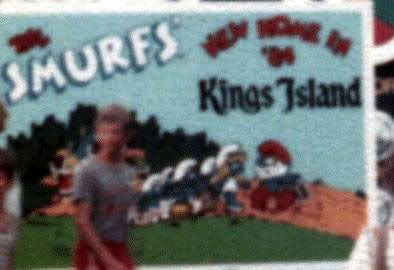 The
SMURFS
NEW HOME IN
'84
Kings Island